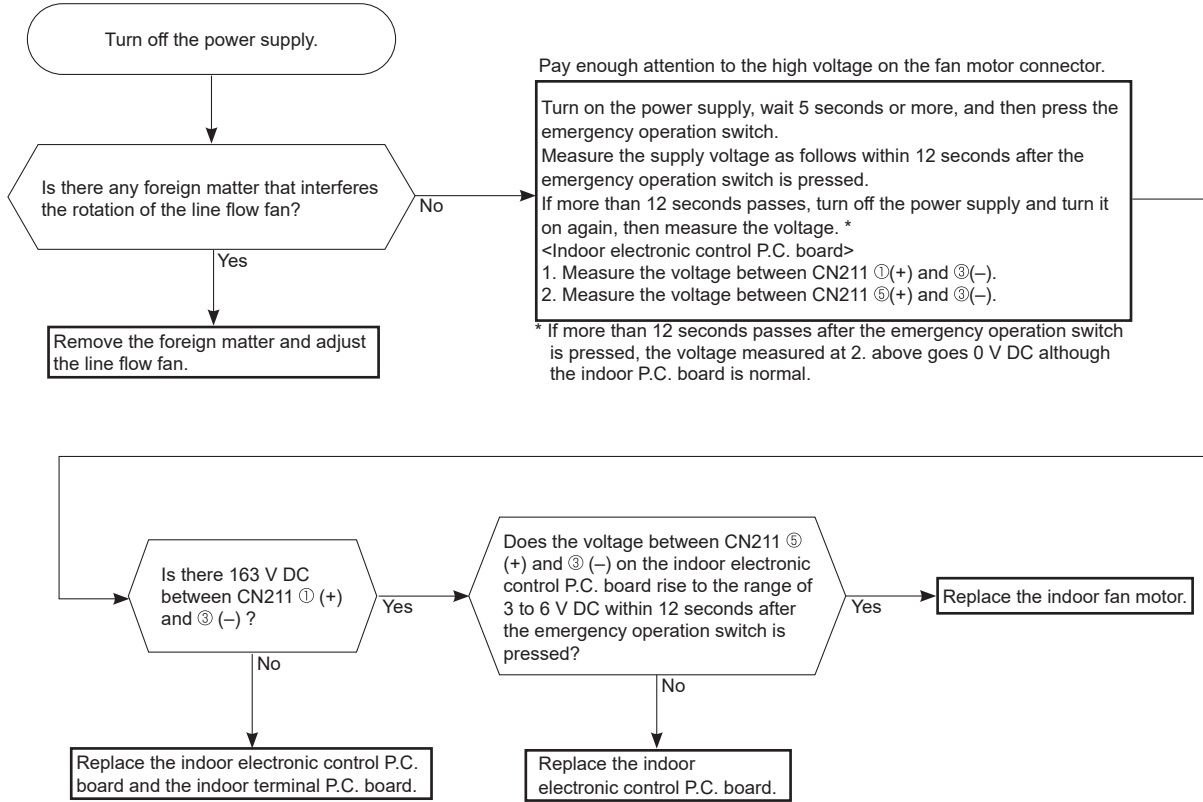 Turn off the power supply.
Is there any foreign matter that interferes
the rotation of the line flow fan?
No
Yes
Remove the foreign matter and adjust
the line flow fan.
Pay enough attention to the high voltage on the fan motor connector.
Turn on the power supply, wait 5 seconds or more, and then press the
emergency operation switch.
Measure the supply voltage as follows within 12 seconds after the
emergency operation switch is pressed.
If more than 12 seconds passes, turn off the power supply and turn it
on again, then measure the voltage. *
<Indoor electronic control P.C. board>
1. Measure the voltage between CN211 ①(+) and ③(–).
2. Measure the voltage between CN211 ⑤(+) and ③(–).
* If more than 12 seconds passes after the emergency operation switch
is pressed, the voltage measured at 2. above goes 0 V DC although
the indoor P.C. board is normal.
Is there 163 V DC
between CN211 ① (+)
and ③ (–) ?
Yes
No
Replace the indoor electronic control P.C.
board and the indoor terminal P.C. board.
Does the voltage between CN211 ⑤
(+) and ③ (–) on the indoor electronic
control P.C. board rise to the range of
3 to 6 V DC within 12 seconds after
the emergency operation switch is
pressed?
Yes
No
Replace the indoor
electronic control P.C. board.
Replace the indoor fan motor.